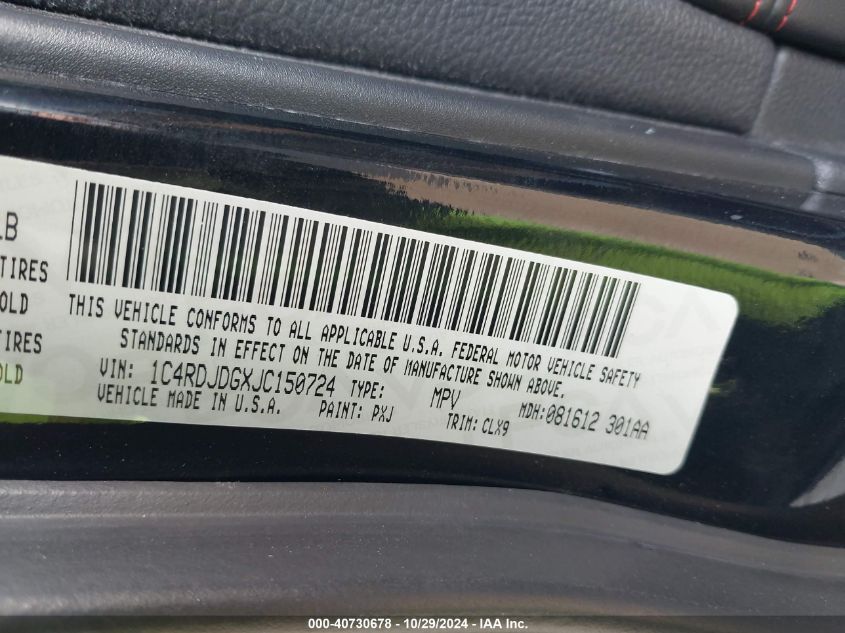 LB
TIRES
OLD
TIRES
OLD
THIS VEHICLE CONFORMS TO ALL APPLICABLE U.S.A. FEDERAL MOTOR VEHICLE SAFETY
STANDARDS IN EFFECT ON THE DATE OF MANUFACTURE SHOWN ABOVE.
VIN: 1C4RDJDGXJC150724 TYPE: MPV MDH:081612 301AA
VEHICLE MADE IN U.S.A. PAINT: PXJ TRIM: CLX9
000-40730678 - 10/29/2024 - IAA Inc.